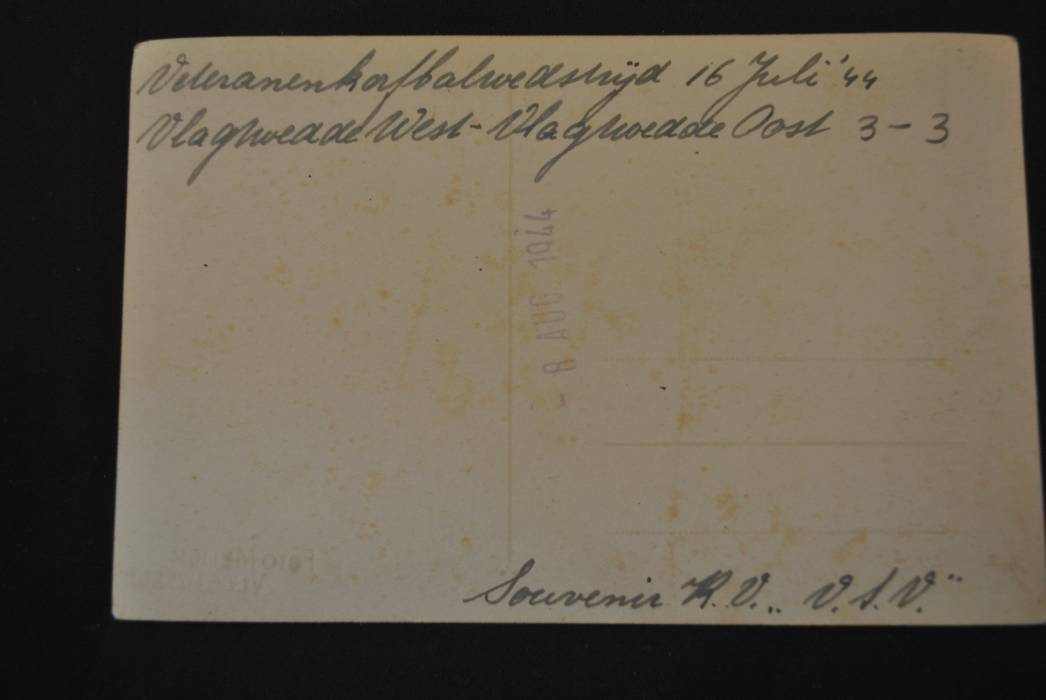 Veteranenkorfbalwedstrijd 16 Juli '44
Vlagtwedde West - Vlagtwedde Oost 3 - 3
- 8 AUG 1944
Souvenir K.V. „V.S.V."